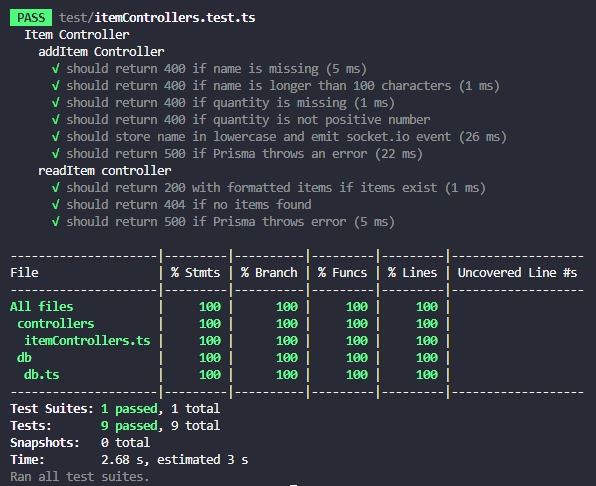 PASS test/itemControllers.test.ts
Item Controller
addItem Controller
√ should return 400 if name is missing (5 ms)
√ should return 400 if name is longer than 100 characters (1 ms)
√ should return 400 if quantity is missing (1 ms)
√ should return 400 if quantity is not positive number
√ should store name in lowercase and emit socket.io event (26 ms)
√ should return 500 if Prisma throws an error (22 ms)
readItem controller
√ should return 200 with formatted items if items exist (1 ms)
√ should return 404 if no items found
√ should return 500 if Prisma throws error (5 ms)
---------------------|---------|----------|---------|---------|-------------------
File                 | % Stmts | % Branch | % Funcs | % Lines | Uncovered Line #s
---------------------|---------|----------|---------|---------|-------------------
All files            |     100 |      100 |     100 |     100 |
 controllers         |     100 |      100 |     100 |     100 |
  itemControllers.ts |     100 |      100 |     100 |     100 |
 db                  |     100 |      100 |     100 |     100 |
  db.ts              |     100 |      100 |     100 |     100 |
---------------------|---------|----------|---------|---------|-------------------
Test Suites: 1 passed, 1 total
Tests:       9 passed, 9 total
Snapshots:   0 total
Time:        2.68 s, estimated 3 s
Ran all test suites.